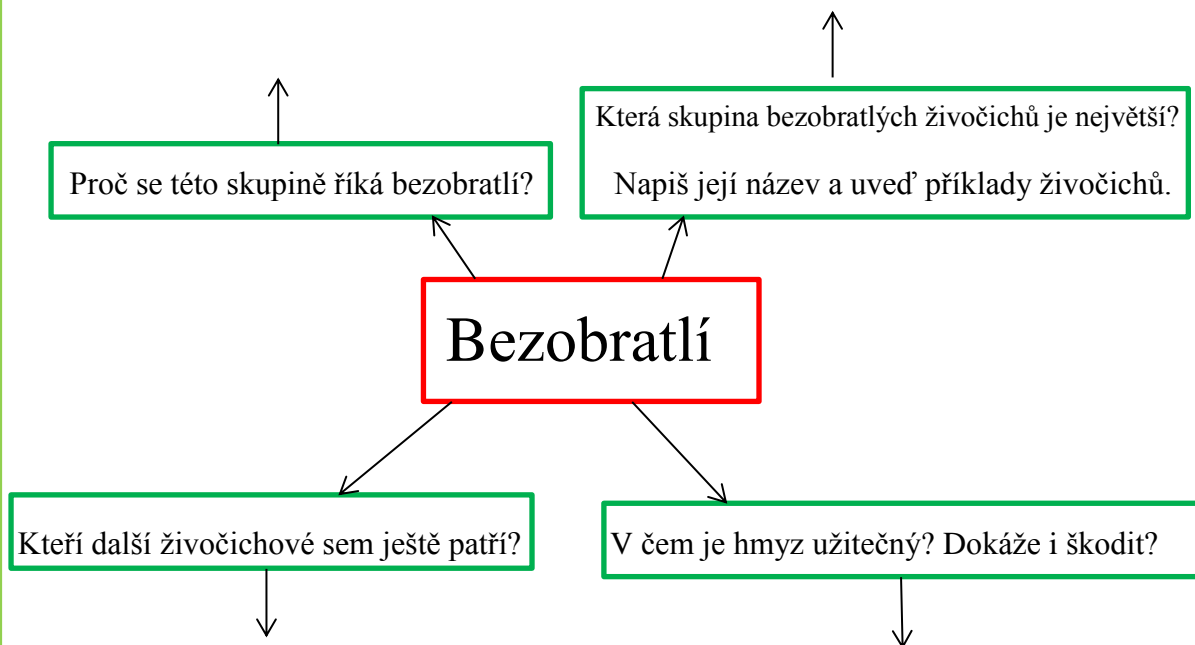 Která skupina bezobratlých živočichů je největší?
Napiš její název a uveď příklady živočichů.
Proč se této skupině říká bezobratlí?
Bezobratlí
Kteří další živočichové sem ještě patří?
V čem je hmyz užitečný? Dokáže i škodit?